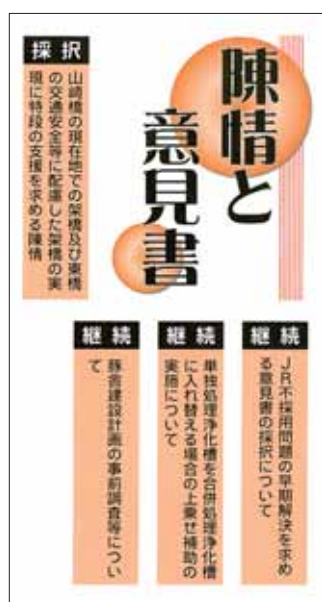 陳情と
意見書
採択
山崎橋の現在地での架橋及び東橋
の交通安全等に配慮した架橋の実
現に特段の支援を求める陳情
継続
JR不採用問題の早期解決を求め
る意見書の採択について
継続
単独処理浄化槽を合併処理浄化槽
に入れ替える場合の上乗せ補助の
実施について
継続
豚舎建設計画の事前調査等につい
て